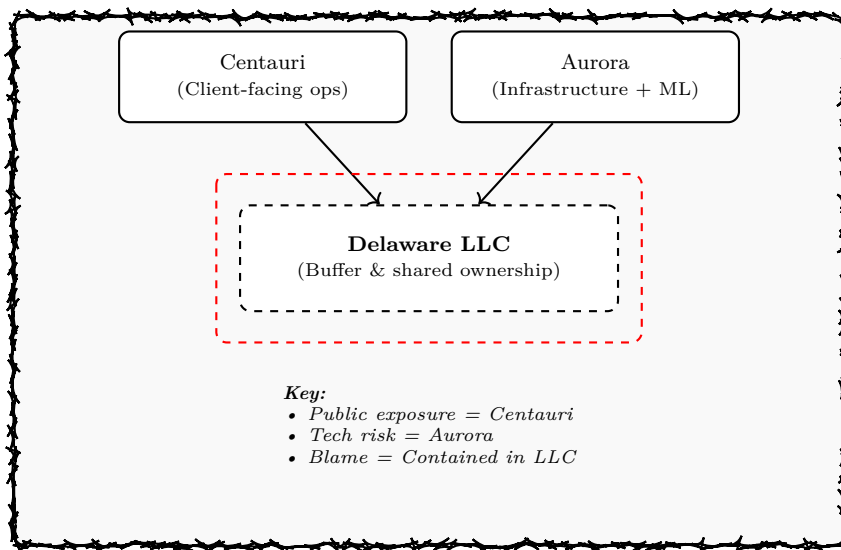 Centauri
(Client-facing ops)
Aurora
(Infrastructure + ML)
Delaware LLC
(Buffer & shared ownership)
Key:
• Public exposure = Centauri
• Tech risk = Aurora
• Blame = Contained in LLC